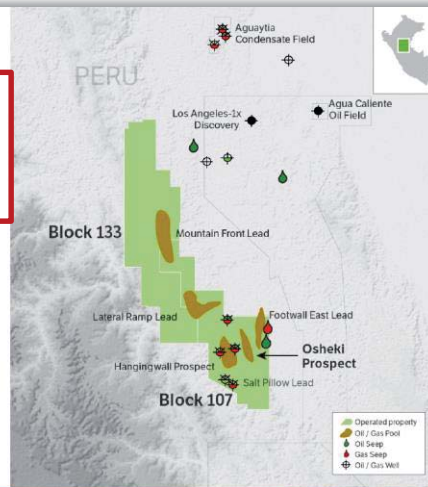 Aguaytia
Condensate Field
PERU
Agua Caliente
Oil Field
Los Angeles-1x
Discovery
Block 133
Mountain Front Lead
Lateral Ramp Lead
Footwall East Lead
Osheki
Prospect
Hangingwall Prospect
Salt Pillow Lead
Block 107
Operated property
Oil / Gas Pool
Oil Seep
Gas Seep
Oil / Gas Well